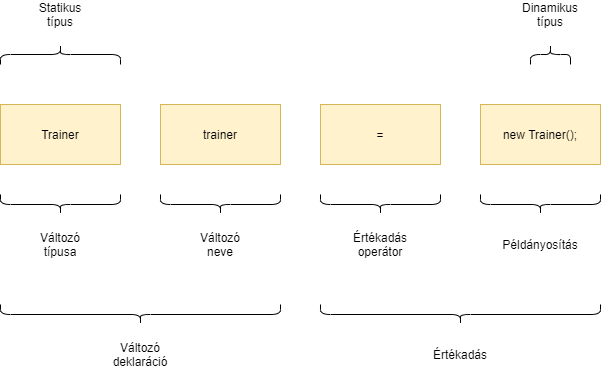 Statikus
típus
Dinamikus
típus
Trainer
trainer
=
new Trainer();
Változó
típusa
Változó
neve
Értékadás
operátor
Példányosítás
Változó
deklaráció
Értékadás